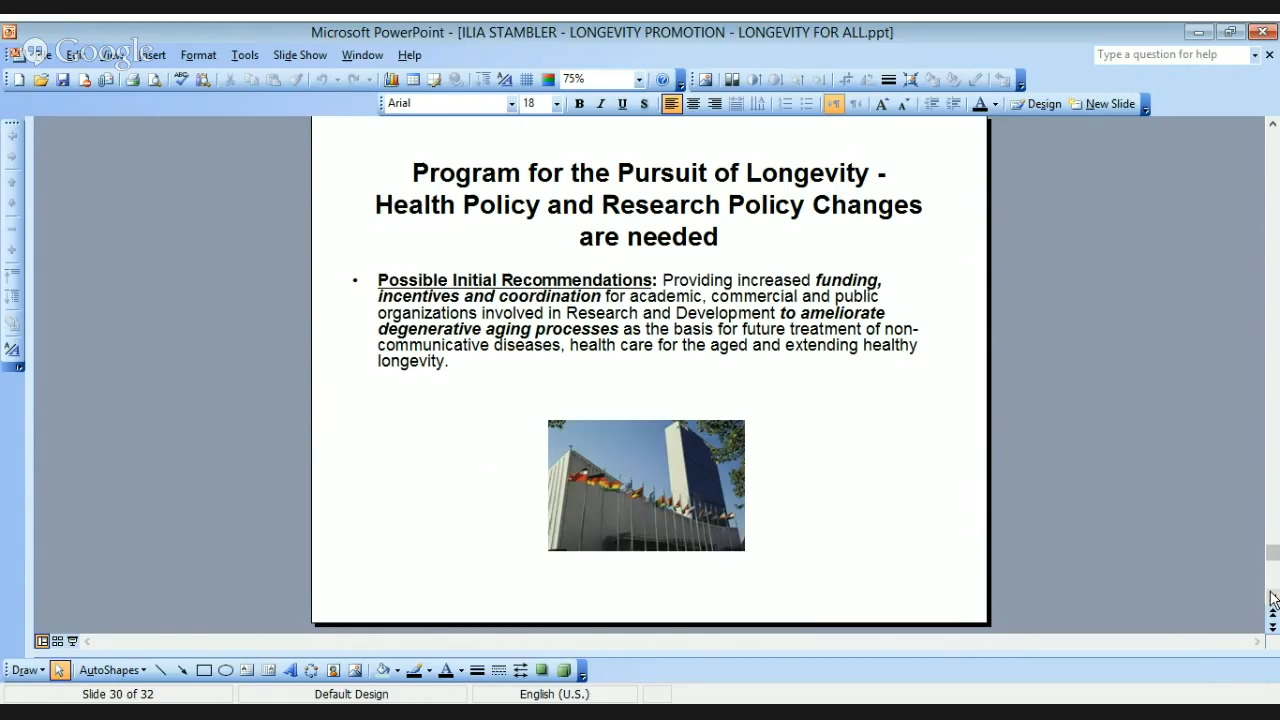 Microsoft PowerPoint - [ILIA STAMBLER - LONGEVITY PROMOTION - LONGEVITY FOR ALL.ppt]
Google
Insert Format Tools Slide Show Window Help
Type a question for help
75%
Arial
18
Design
New Slide
Program for the Pursuit of Longevity -
Health Policy and Research Policy Changes
are needed
• Possible Initial Recommendations: Providing increased funding,
incentives and coordination for academic, commercial and public
organizations involved in Research and Development to ameliorate
degenerative aging processes as the basis for future treatment of non-
communicative diseases, health care for the aged and extending healthy
longevity.
Draw
AutoShapes
Slide 30 of 32
Default Design
English (U.S.)